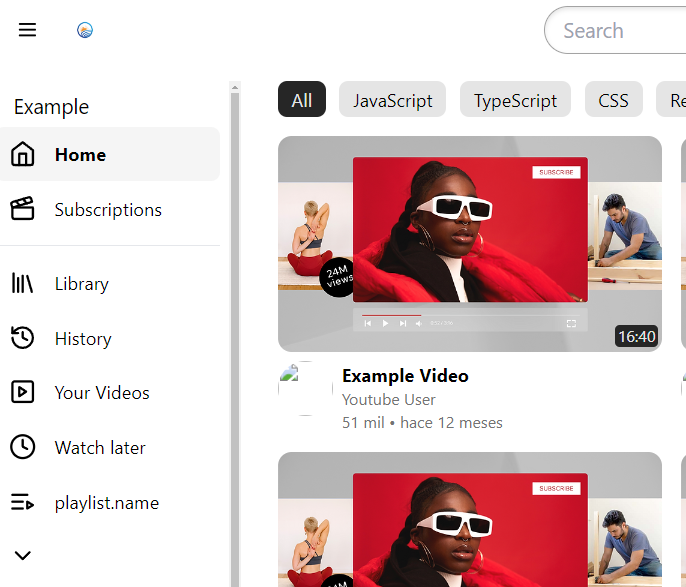 Search
Example
All
JavaScript
TypeScript
CSS
Re
Home
Subscriptions
Library
History
Your Videos
Watch later
playlist.name
SUBSCRIBE
24M
views
16:40
Example Video
Youtube User
51 mil • hace 12 meses
SUBSCRIBE
24M